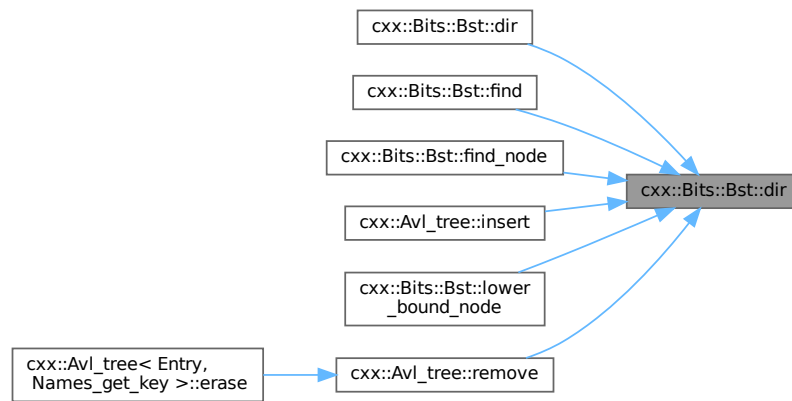 cxx::Bits::Bst::dir
cxx::Bits::Bst::find
cxx::Bits::Bst::find_node
cxx::Bits::Bst::dir
cxx::Avl_tree::insert
cxx::Bits::Bst::lower
_bound_node
cxx::Avl_tree< Entry,
Names_get_key >::erase
cxx::Avl_tree::remove